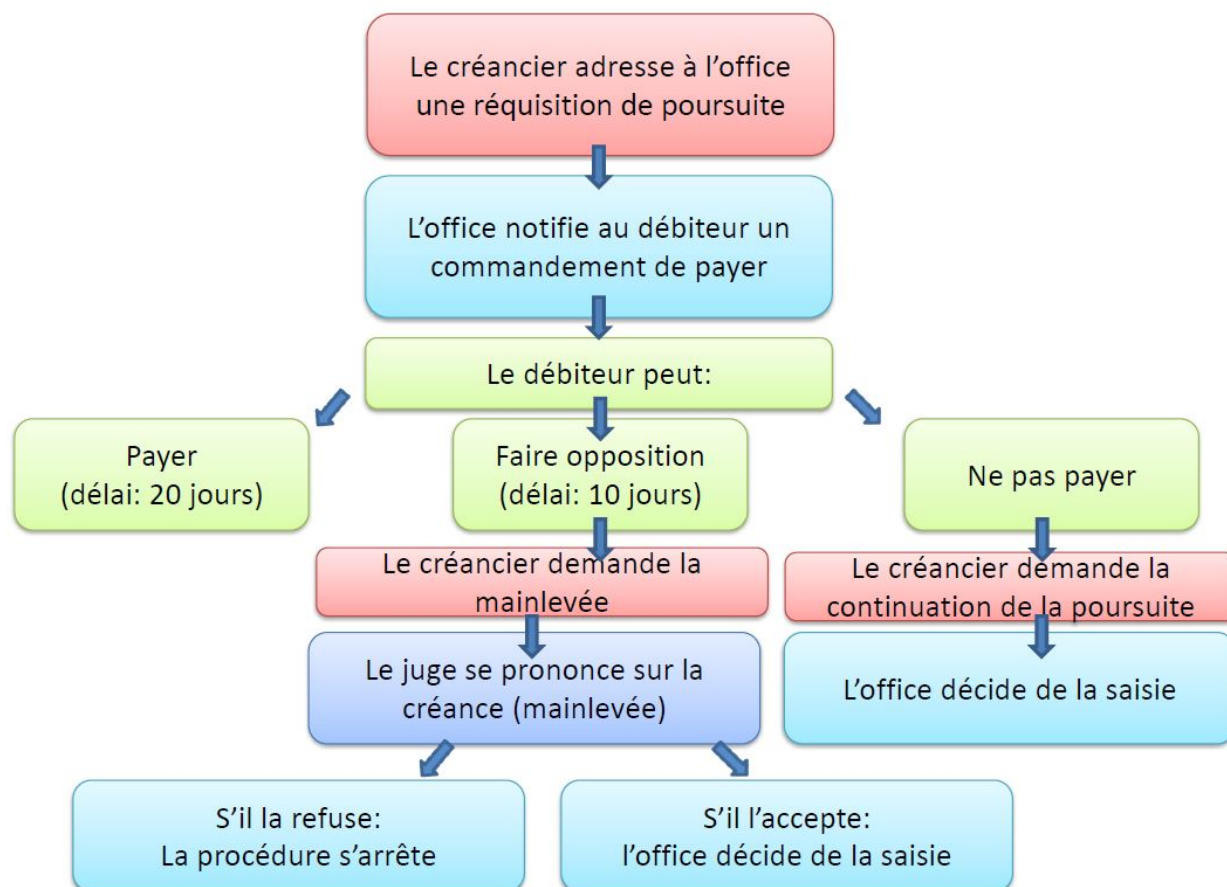 Le créancier adresse à l'office
une réquisition de poursuite
L'office notifie au débiteur un
commandement de payer
Le débiteur peut:
Payer
(délai: 20 jours)
Faire opposition
(délai: 10 jours)
Ne pas payer
Le créancier demande la
mainlevée
Le créancier demande la
continuation de la poursuite
Le juge se prononce sur la
créance (mainlevée)
L'office décide de la saisie
S'il la refuse:
La procédure s'arrête
S'il l'accepte:
l'office décide de la saisie